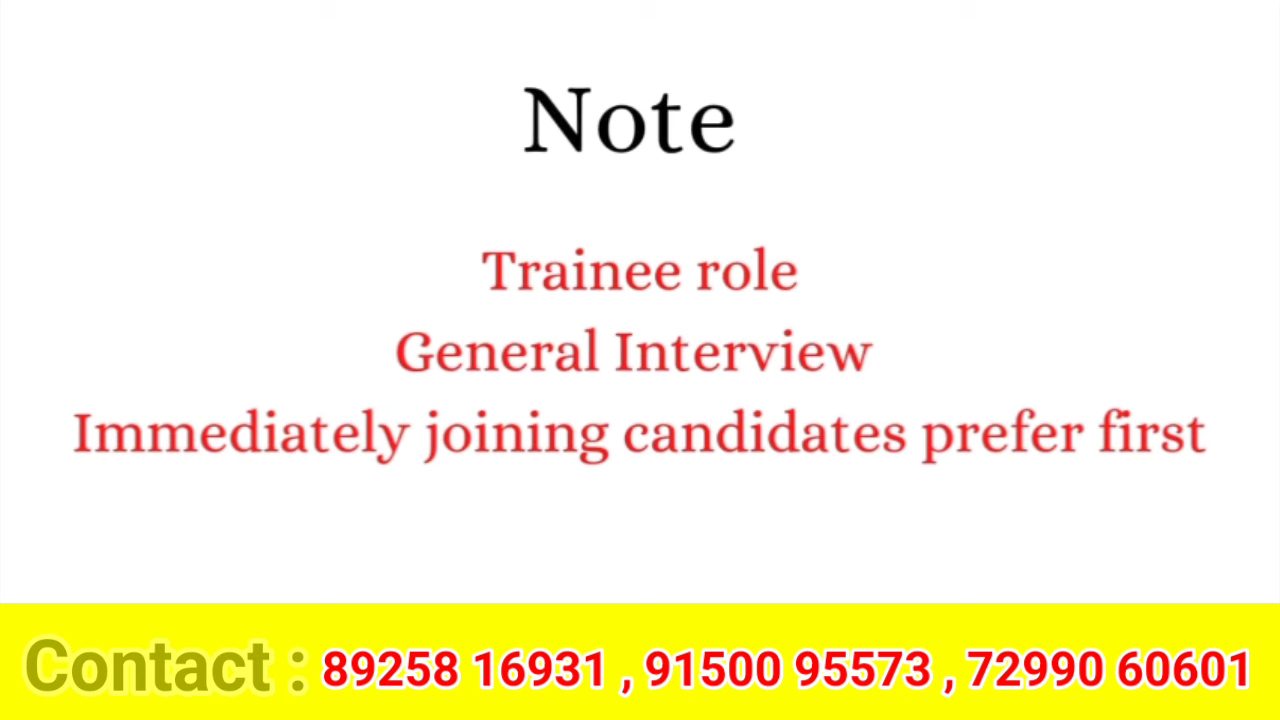 Note
Trainee role
General Interview
Immediately joining candidates prefer first
Contact : 89258 16931 , 91500 95573 , 72990 60601